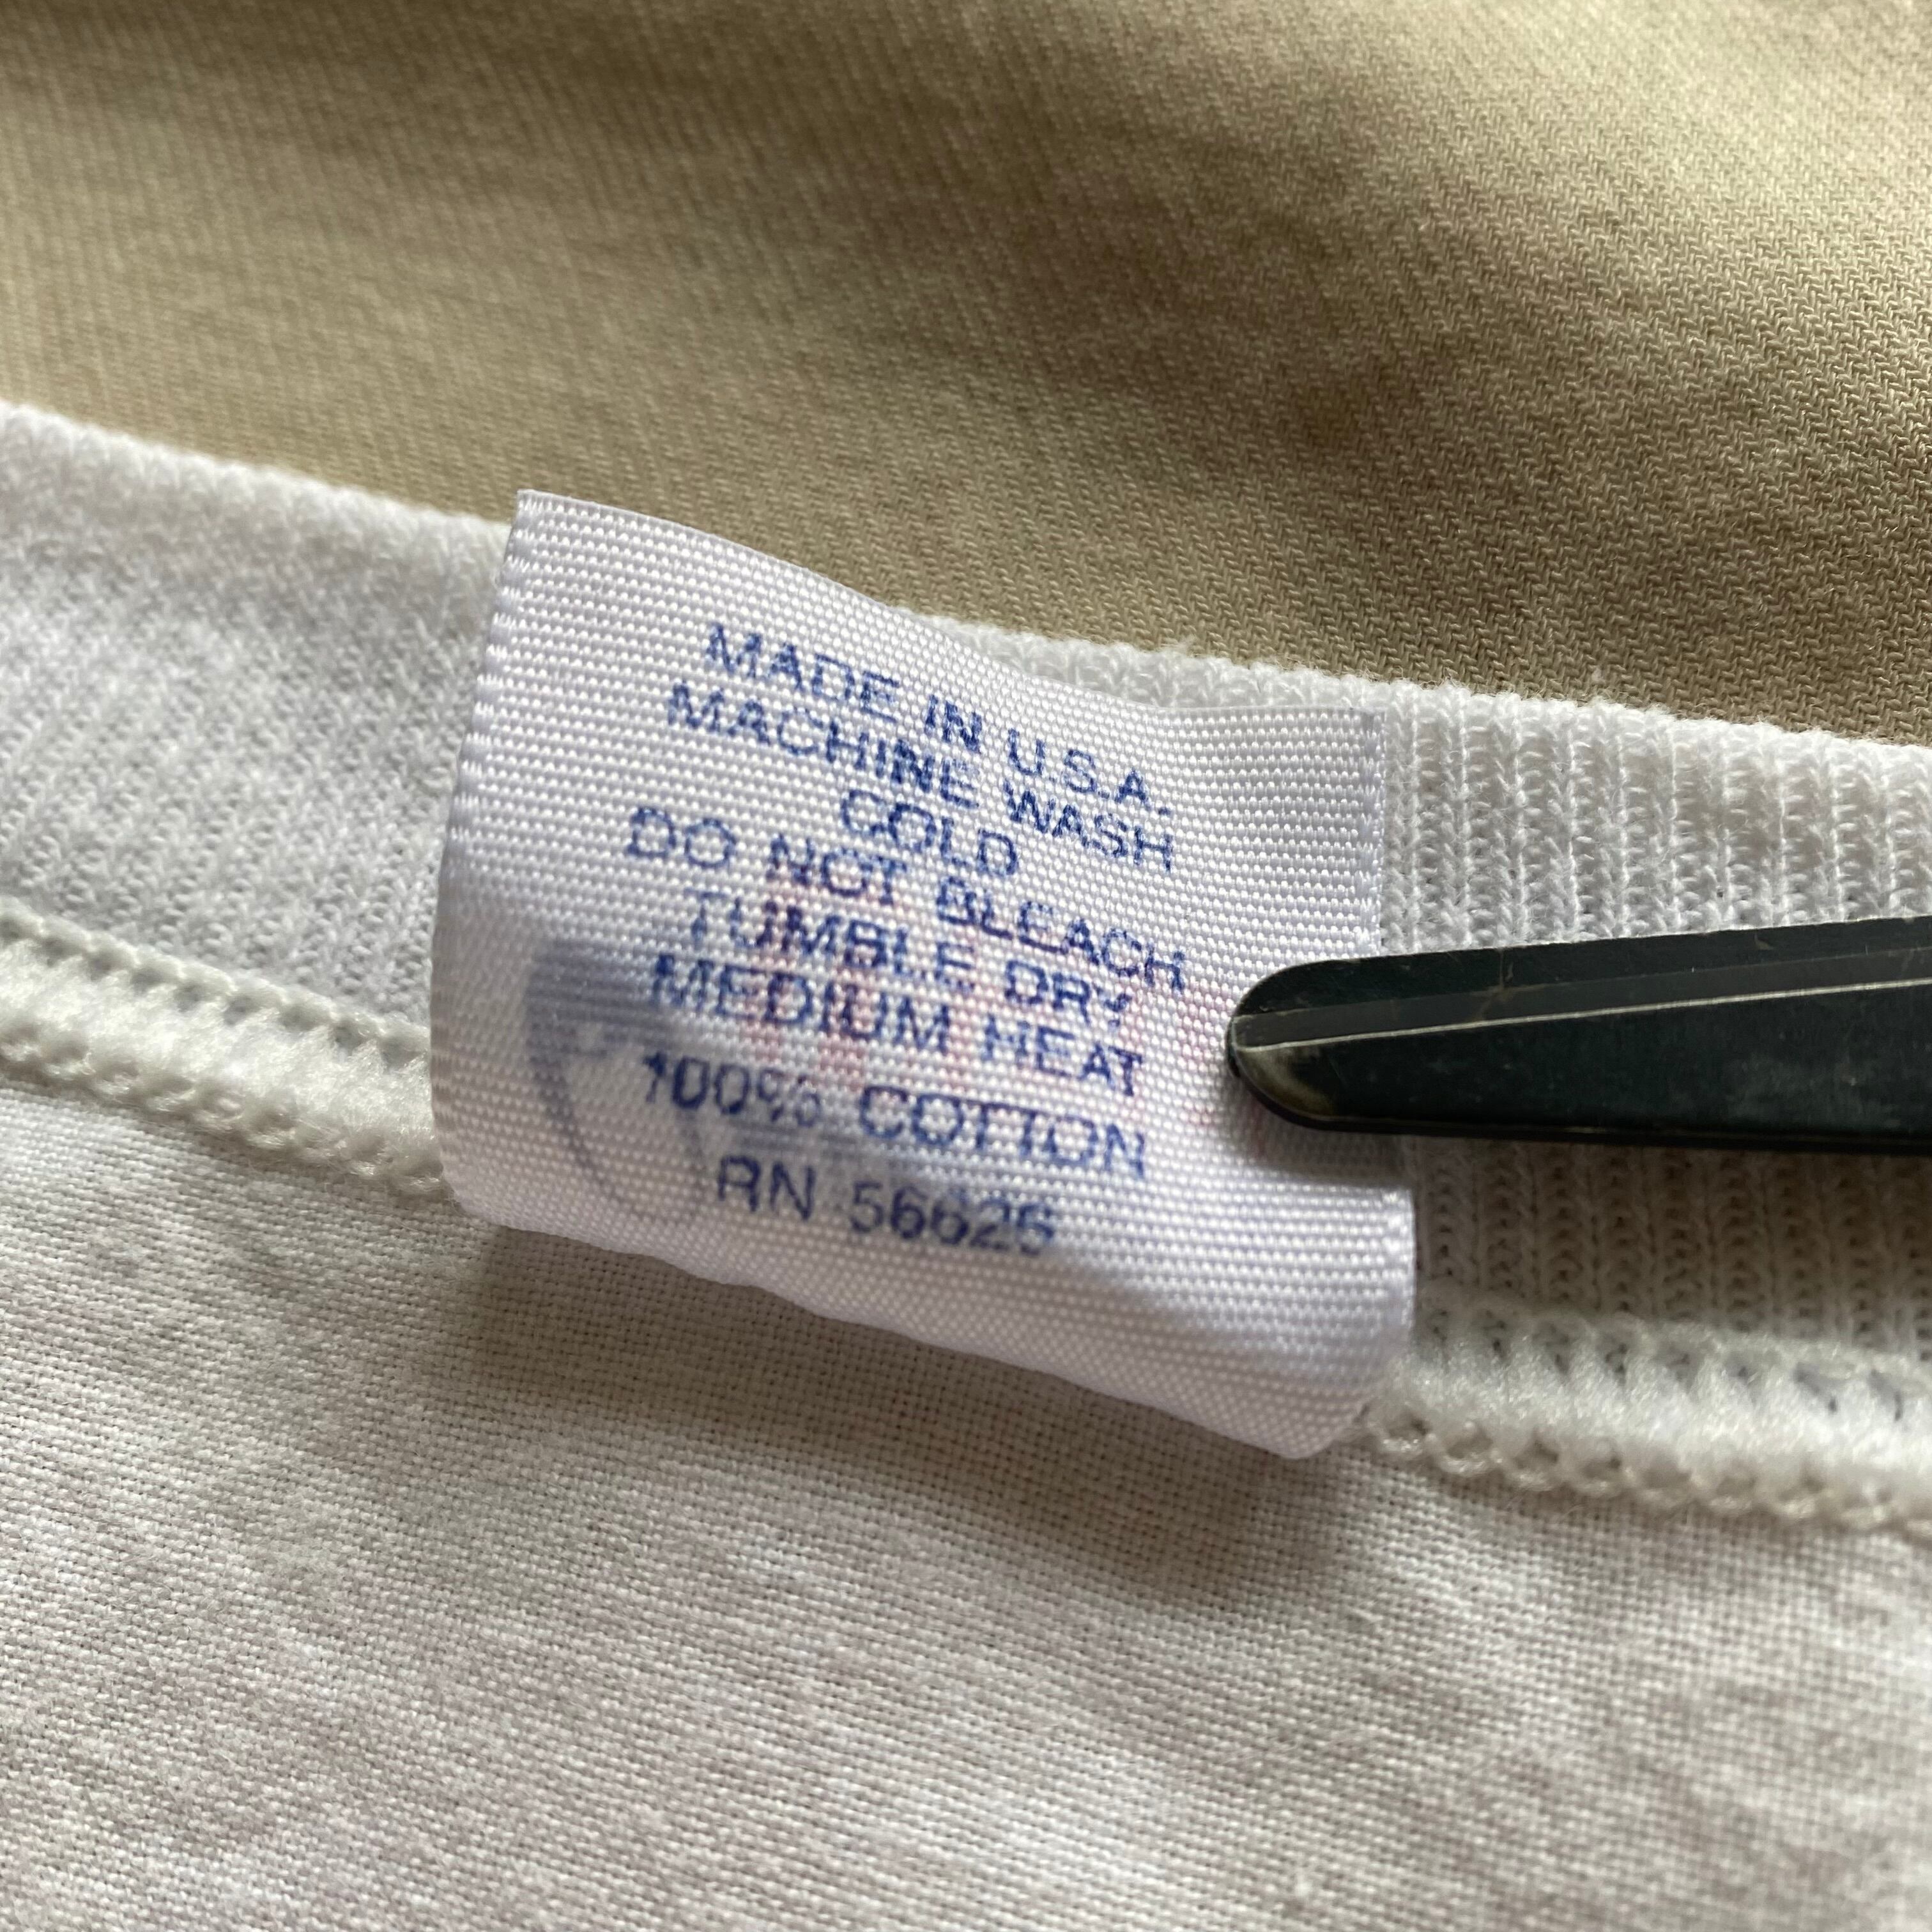 MADE IN U.S.A.
MACHINE WASH
COLD
DO NOT BLEACH
TUMBLE DRY
MEDIUM HEAT
100% COTTON
RN 56625